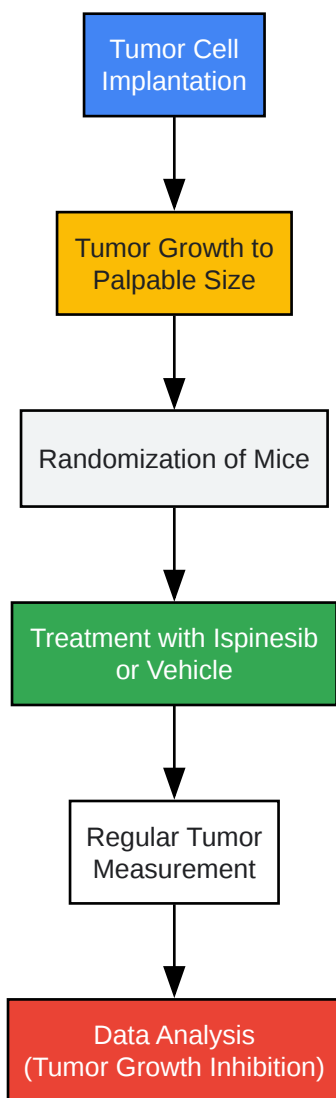 Tumor Cell
Implantation
Tumor Growth to
Palpable Size
Randomization of Mice
Treatment with Ispinesib
or Vehicle
Regular Tumor
Measurement
Data Analysis
(Tumor Growth Inhibition)